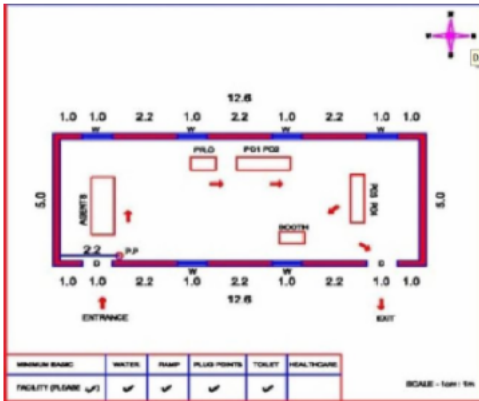 12.6
1.0 1.0 2.2 1.0 2.2 1.0 2.2 1.0 1.0
W W W W
PRLO PO1 PO2
5.0 AGENTS PO3 PO4 5.0
BOOTH
2.2 P.P
D W W D
1.0 1.0 2.2 1.0 2.2 1.0 2.2 1.0 1.0
12.6
ENTRANCE EXIT
MINIMUM BASIC WATER RAMP PLUG POINTS TOILET HEALTHCARE
FACILITY (PLEASE ✓) ✓ ✓ ✓ ✓
SCALE - 1cm : 1m